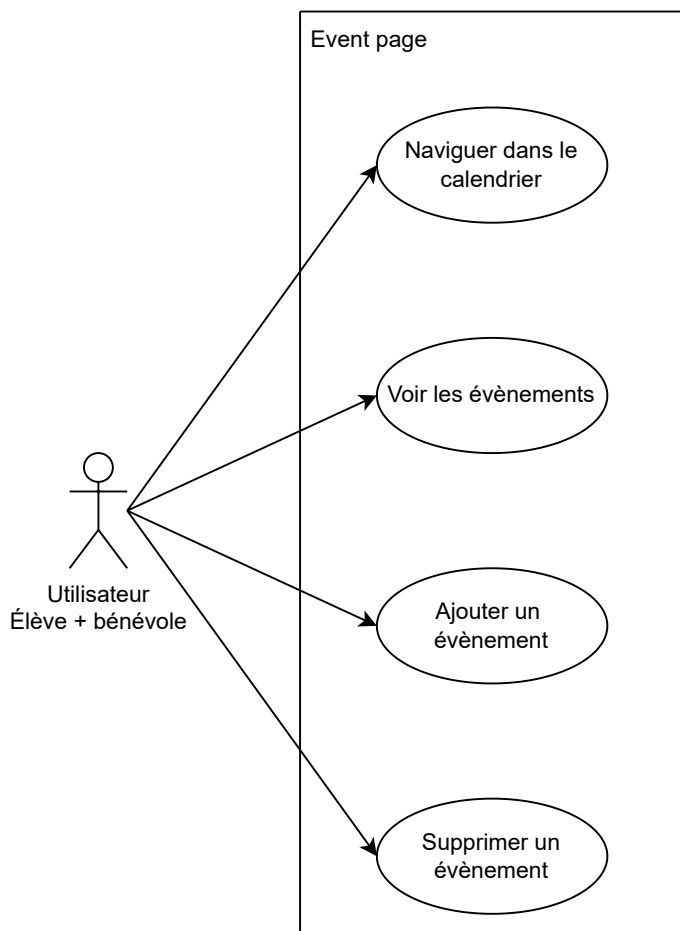 Event page
Naviguer dans le
calendrier
Voir les évènements
Utilisateur
Élève + bénévole
Ajouter un
évènement
Supprimer un
évènement